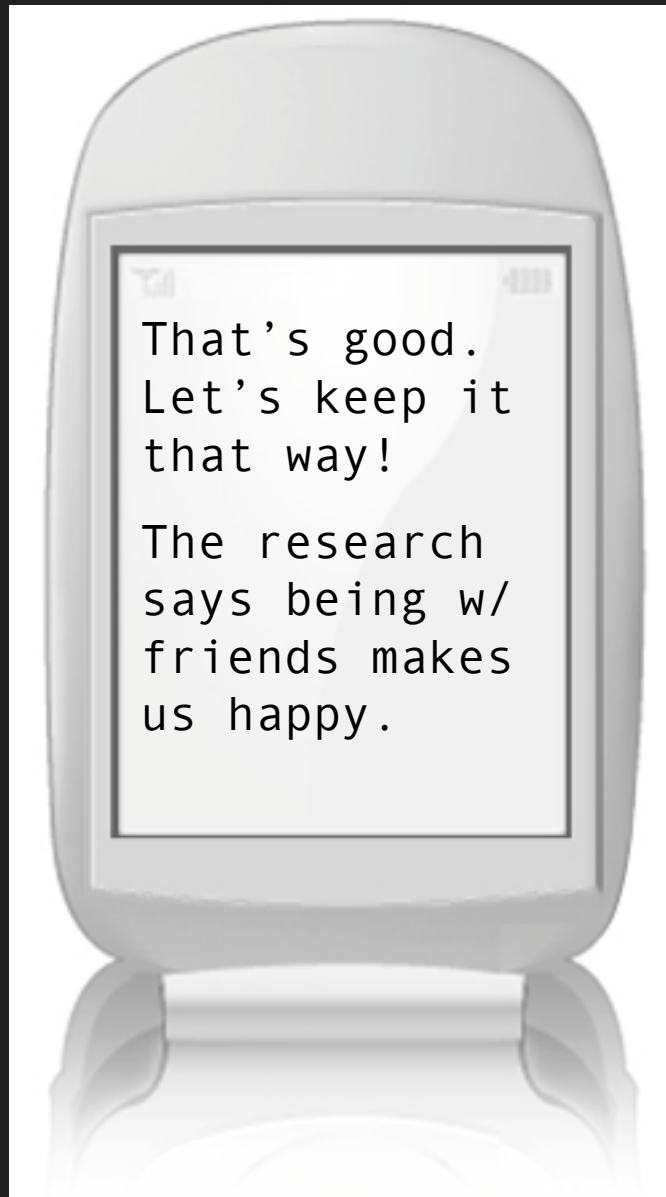 That’s good.
Let’s keep it
that way!
The research
says being w/
friends makes
us happy.